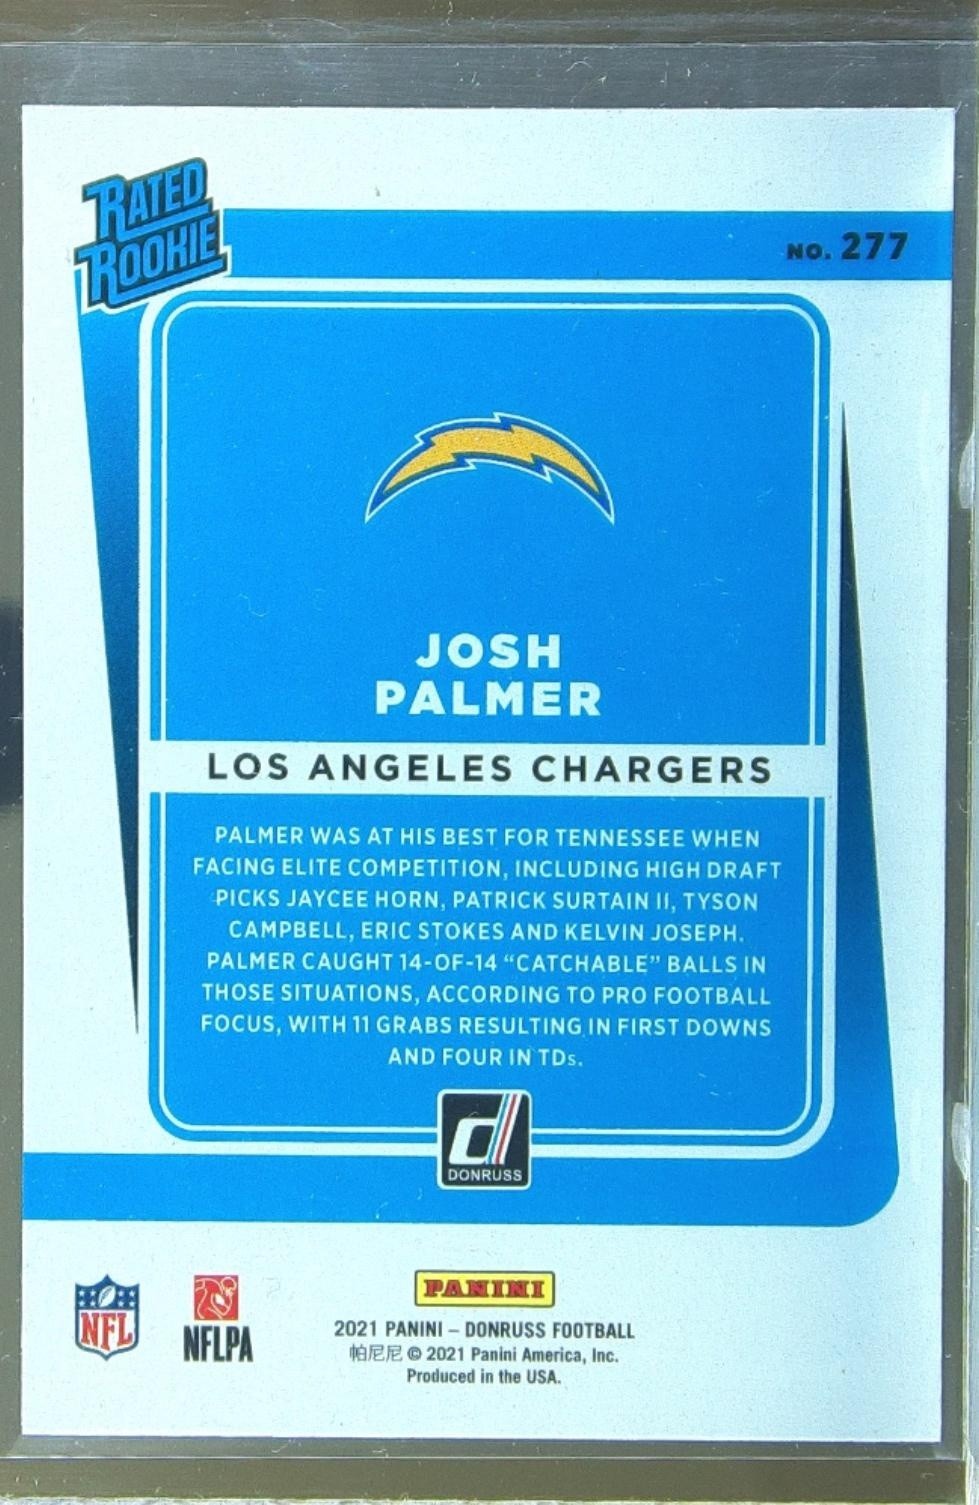 RATED
ROOKIE
NO. 277
JOSH
PALMER
LOS ANGELES CHARGERS
PALMER WAS AT HIS BEST FOR TENNESSEE WHEN
FACING ELITE COMPETITION, INCLUDING HIGH DRAFT
PICKS JAYCEE HORN, PATRICK SURTAIN II, TYSON
CAMPBELL, ERIC STOKES AND KELVIN JOSEPH.
PALMER CAUGHT 14-OF-14 “CATCHABLE” BALLS IN
THOSE SITUATIONS, ACCORDING TO PRO FOOTBALL
FOCUS, WITH 11 GRABS RESULTING IN FIRST DOWNS
AND FOUR IN TDs.
d
DONRUSS
NFL
NFLPA
PANINI
2021 PANINI – DONRUSS FOOTBALL
帕尼尼 © 2021 Panini America, Inc.
Produced in the USA.